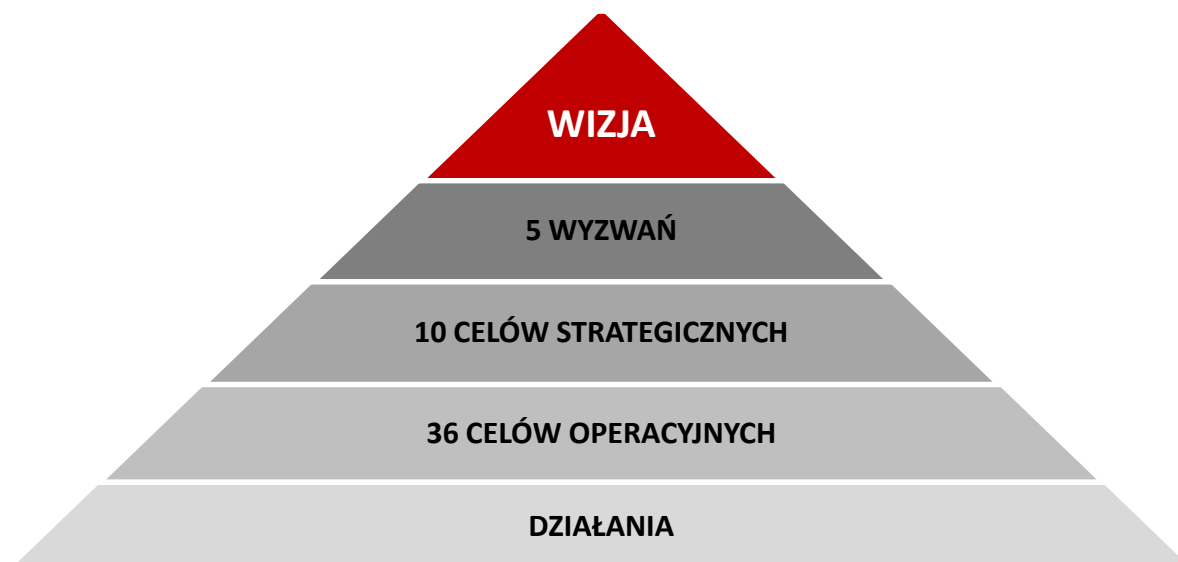 WIZJA
5 WYZWAŃ
10 CELÓW STRATEGICZNYCH
36 CELÓW OPERACYJNYCH
DZIAŁANIA